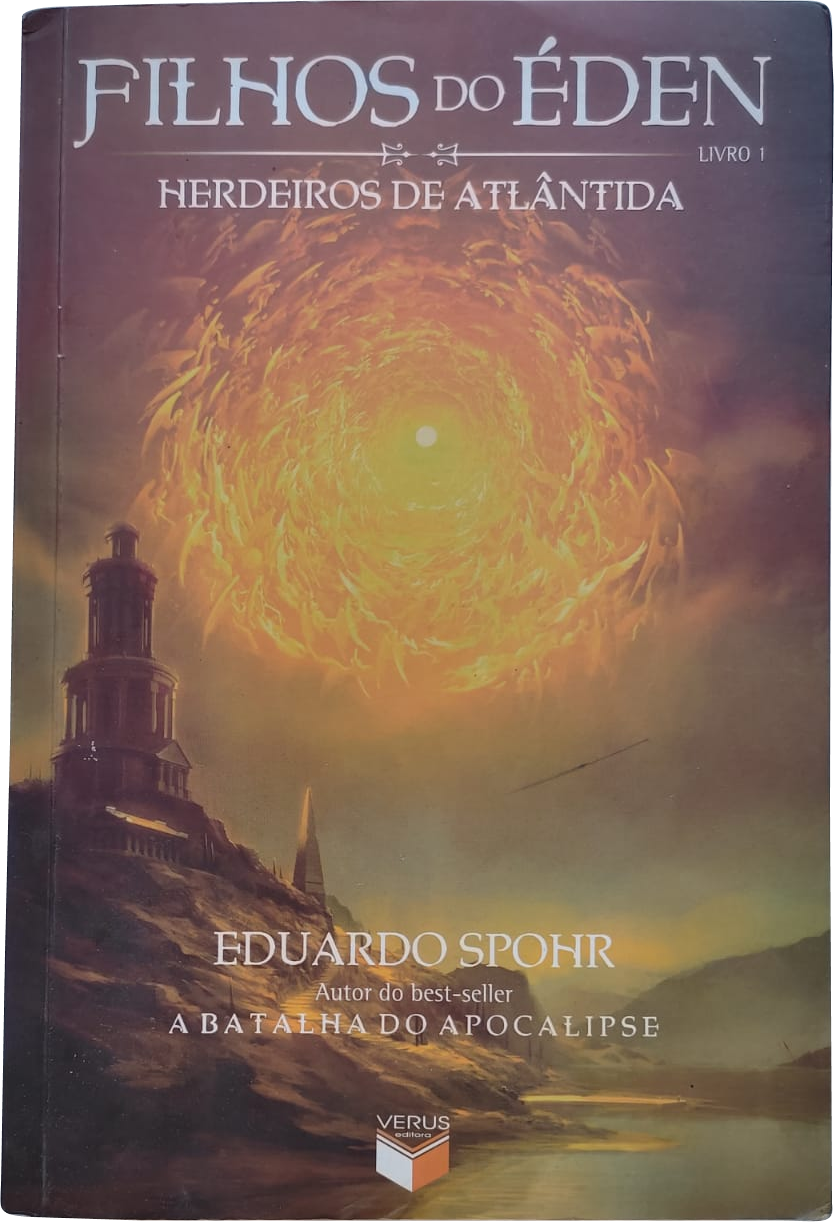 FILHOS DO ÉDEN
LIVRO 1
HERDEIROS DE ATLÂNTIDA
EDUARDO SPOHR
Autor do best-seller
A BATALHA DO APOCALIPSE
VERUS
editora